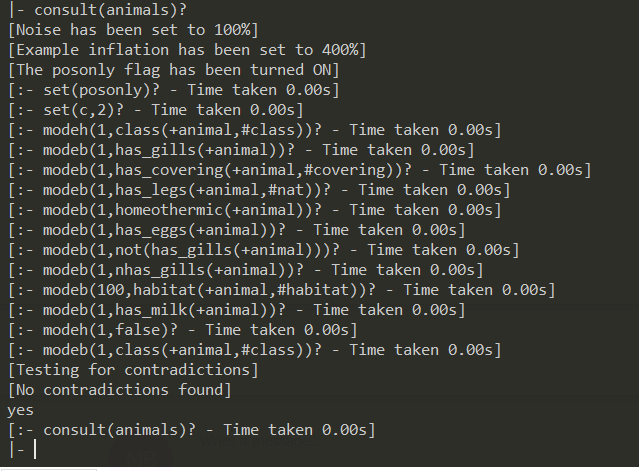 |- consult(animals)?
[Noise has been set to 100%]
[Example inflation has been set to 400%]
[The posonly flag has been turned ON]
[:- set(posonly)? - Time taken 0.00s]
[:- set(c,2)? - Time taken 0.00s]
[:- modeh(1,class(+animal,#class))? - Time taken 0.00s]
[:- modeb(1,has_gills(+animal))? - Time taken 0.00s]
[:- modeb(1,has_covering(+animal,#covering))? - Time taken 0.00s]
[:- modeb(1,has_legs(+animal,#nat))? - Time taken 0.00s]
[:- modeb(1,homeothermic(+animal))? - Time taken 0.00s]
[:- modeb(1,has_eggs(+animal))? - Time taken 0.00s]
[:- modeb(1,not(has_gills(+animal)))? - Time taken 0.00s]
[:- modeb(1,nhas_gills(+animal))? - Time taken 0.00s]
[:- modeb(100,habitat(+animal,#habitat))? - Time taken 0.00s]
[:- modeb(1,has_milk(+animal))? - Time taken 0.00s]
[:- modeh(1,false)? - Time taken 0.00s]
[:- modeb(1,class(+animal,#class))? - Time taken 0.00s]
[Testing for contradictions]
[No contradictions found]
yes
[:- consult(animals)? - Time taken 0.00s]
|-